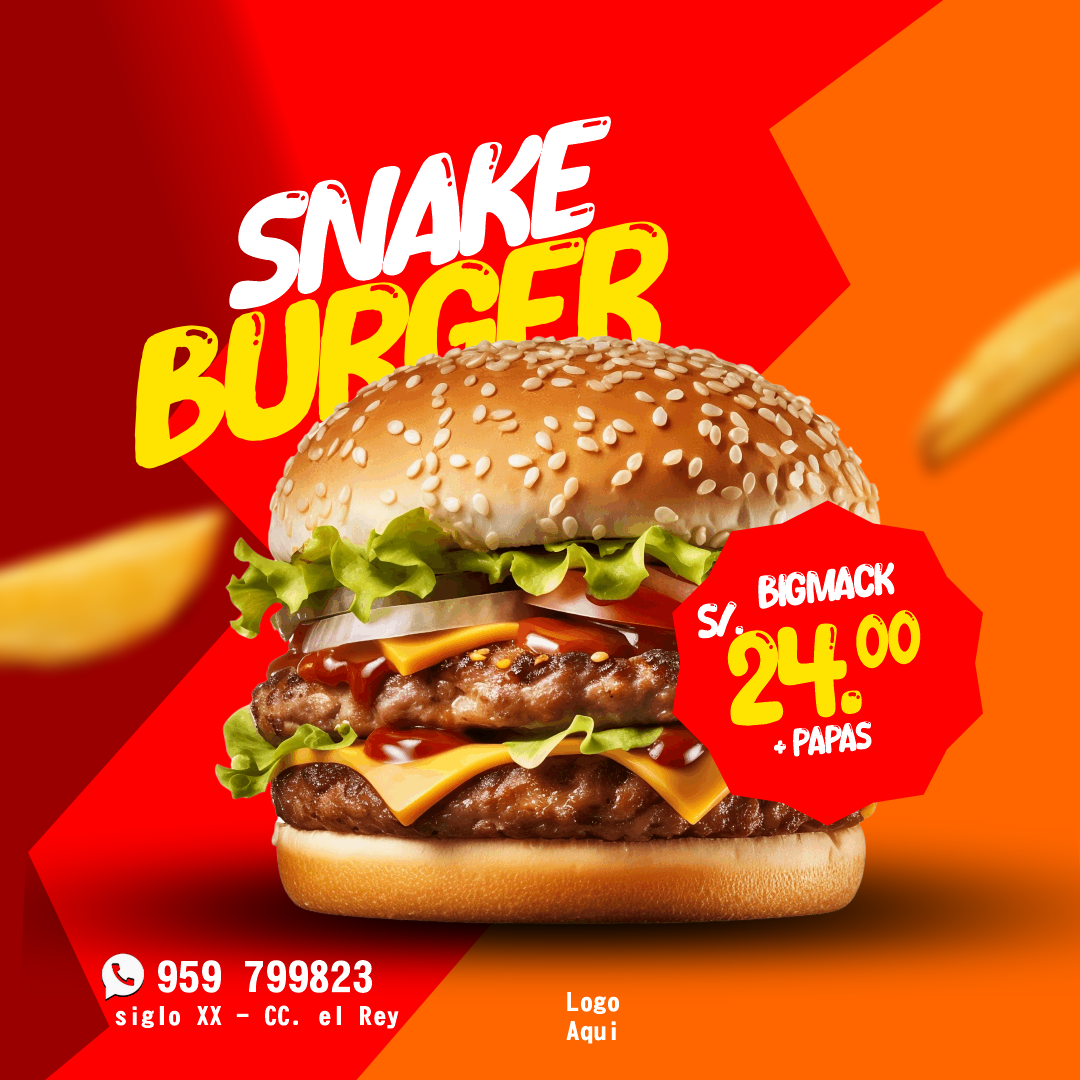 SNAKE
BURGER
BIGMACK
S/. 24.00
+ PAPAS
959 799823
siglo XX - CC. el Rey
Logo
Aqui